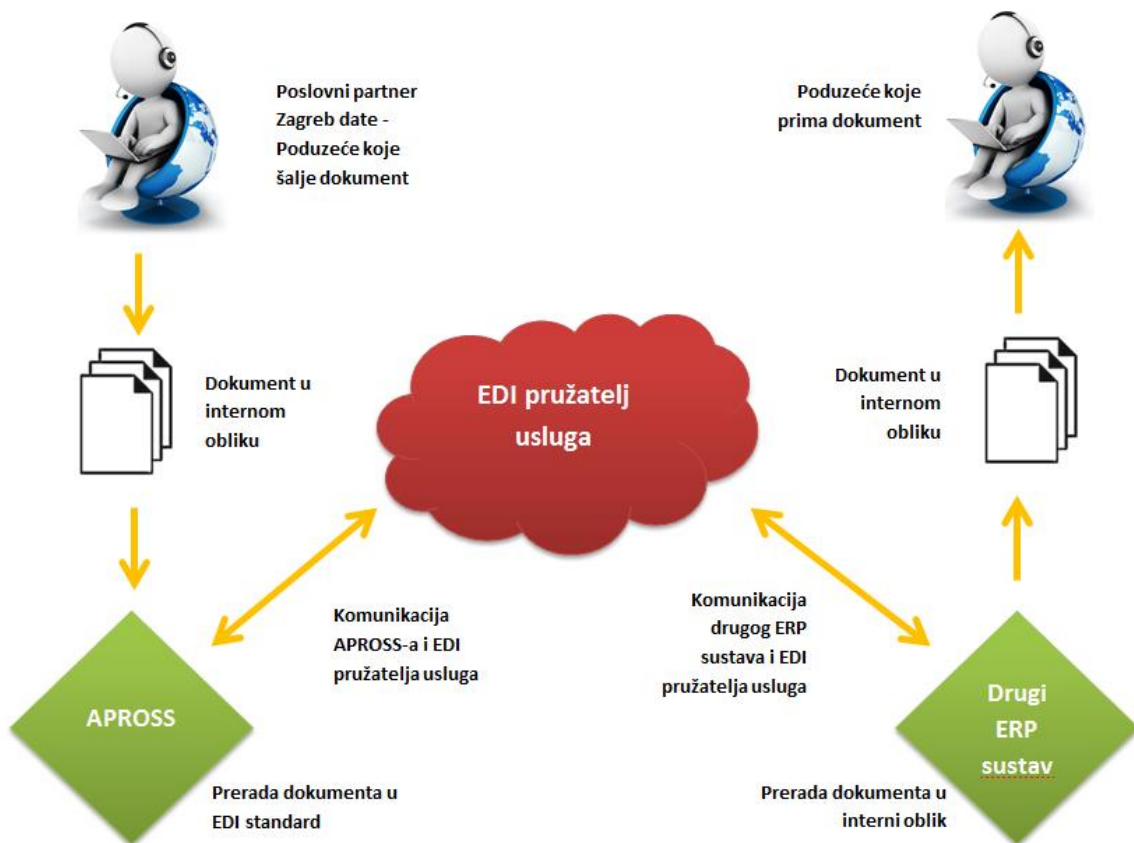 Poslovni partner
Zagreb date -
Poduzeće koje
šalje dokument
Poduzeće koje
prima dokument
Dokument u
internom
obliku
EDI pružatelj
usluga
Dokument u
internom
obliku
Komunikacija
APROSS-a i EDI
pružatelja usluga
Komunikacija
drugog ERP
sustava i EDI
pružatelja usluga
APROSS
Drugi
ERP
sustav
Prerada dokumenta u
EDI standard
Prerada dokumenta u
interni oblik